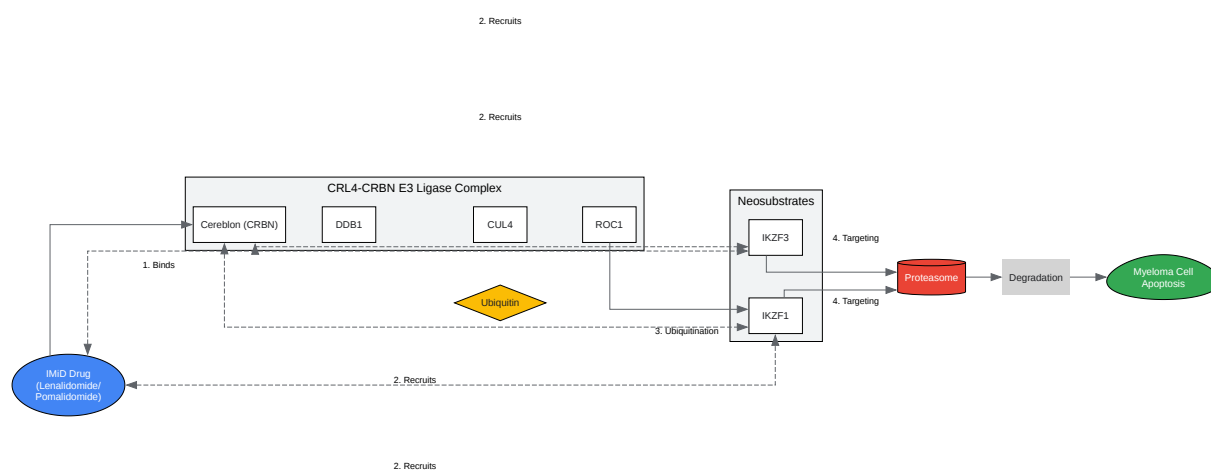 2. Recruits
2. Recruits
CRL4-CRBN E3 Ligase Complex
Cereblon (CRBN)
DDB1
CUL4
ROC1
Neosubstrates
IKZF3
4. Targeting
1. Binds
Proteasome
Degradation
Myeloma Cell
Apoptosis
Ubiquitin
4. Targeting
IKZF1
3. Ubiquitination
IMiD Drug
(Lenalidomide/
Pomalidomide)
2. Recruits
2. Recruits